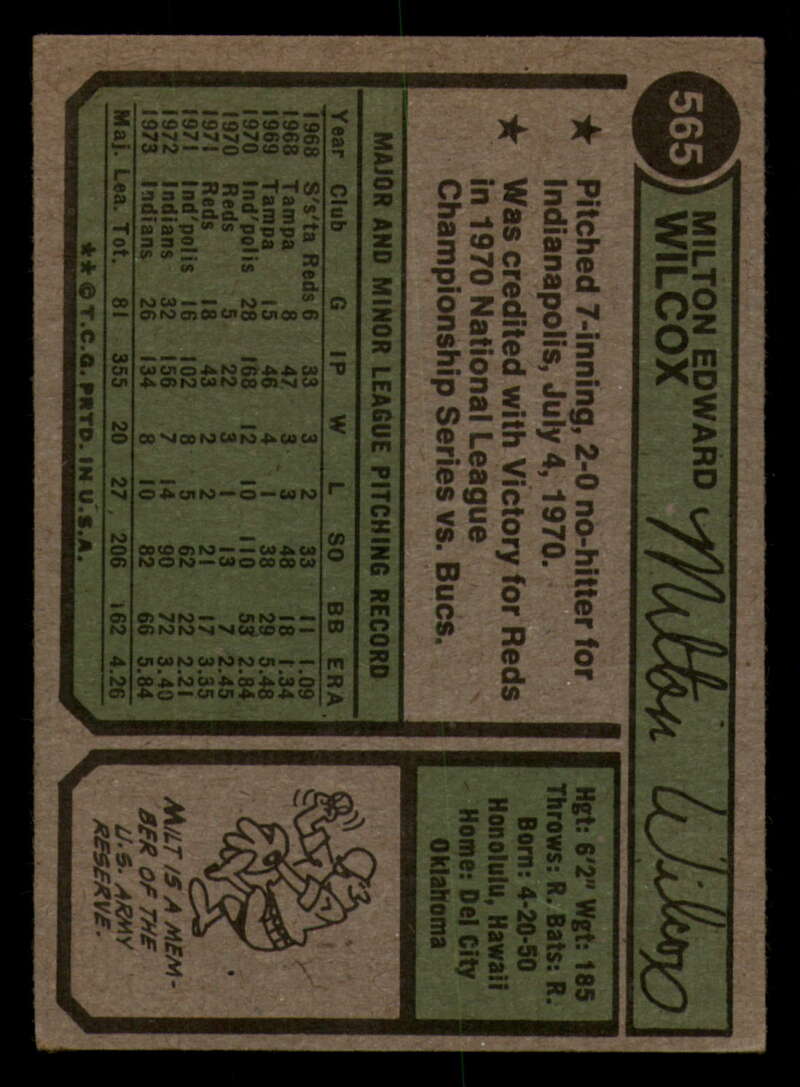 565
MILTON EDWARD
WILCOX
Milton Wilcox
★ Pitched 7-inning, 2-0 no-hitter for
Indianapolis, July 4, 1970.
★ Was credited with Victory for Reds
in 1970 National League
Championship Series vs. Bucs.
MAJOR AND MINOR LEAGUE PITCHING RECORD
Year Club G IP W L SO BB ERA
1968 S's'ta Reds 6 33 3 2 33 11 1.09
1968 Tampa 8 47 3 3 48 18 1.34
1969 Tampa 15 46 4 1 38 29 5.48
1970 Ind'polis 28 168 12 10 110 53 2.84
1970 Reds 5 22 3 1 13 7 2.45
1971 Reds 18 43 2 2 21 17 3.35
1971 Ind'polis 16 102 8 5 62 22 2.21
1972 Indians 32 156 7 14 90 72 3.40
1973 Indians 26 134 8 10 82 66 5.84
Maj. Lea. Tot. 81 355 20 27 206 162 4.26
**© T.C.G. PRTD. IN U.S.A.
Hgt: 6'2" Wgt: 185
Throws: R. Bats: R.
Born: 4-20-50
Honolulu, Hawaii
Home: Del City
Oklahoma
MILT IS A MEM-
BER OF THE
U.S. ARMY
RESERVE.